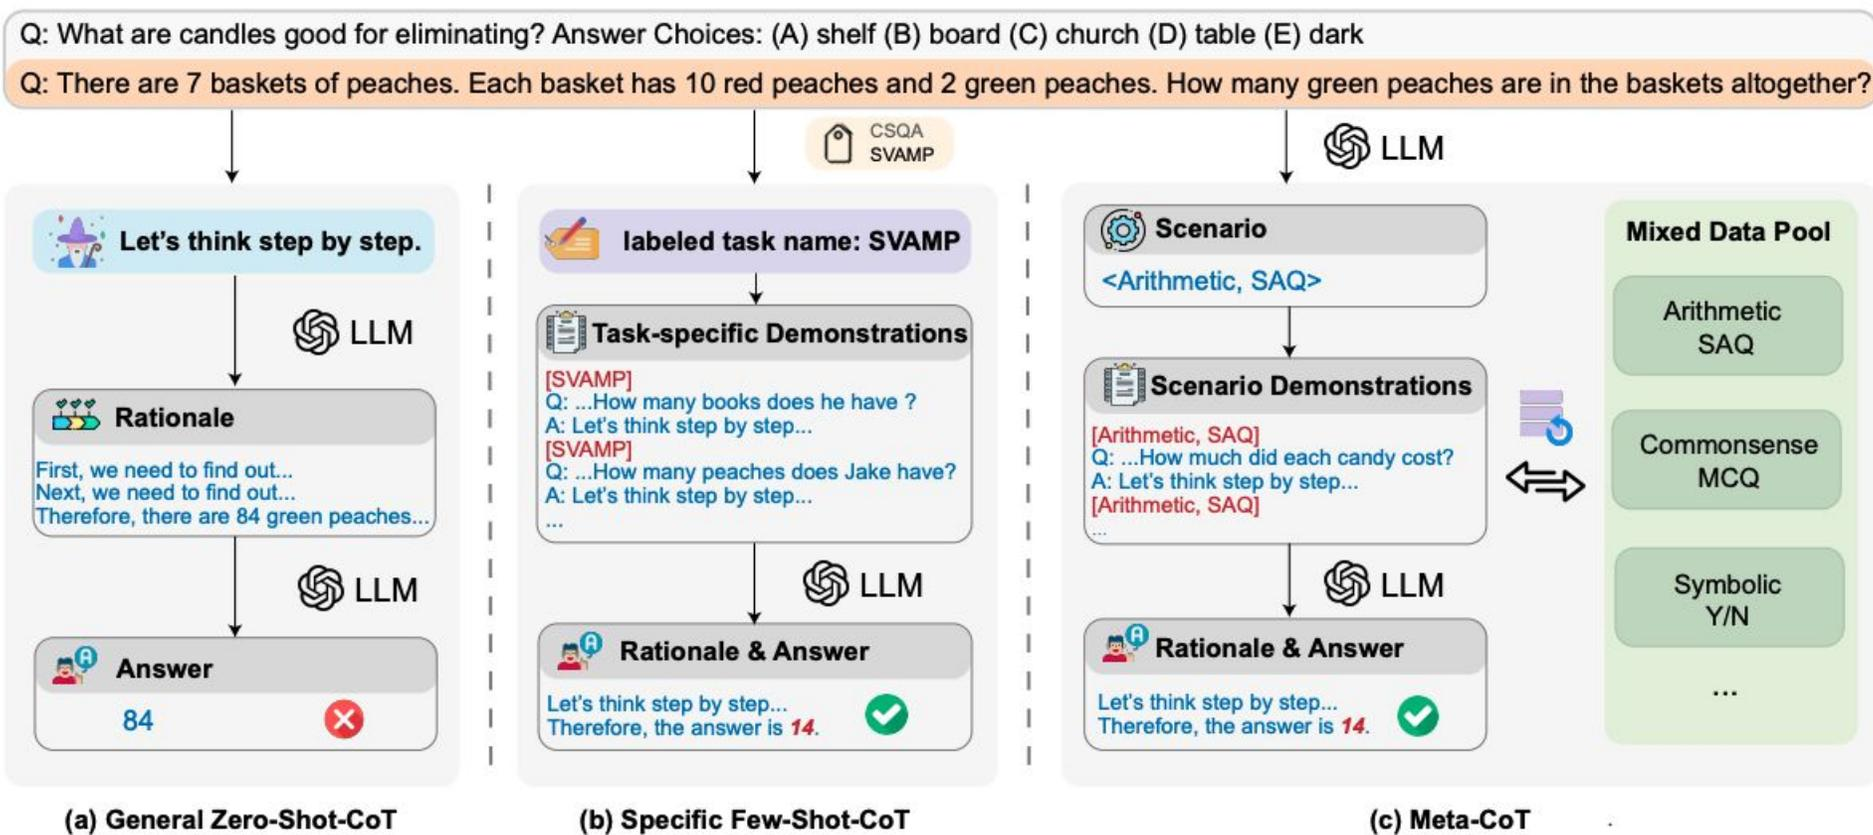 Q: What are candles good for eliminating? Answer Choices: (A) shelf (B) board (C) church (D) table (E) dark
Q: There are 7 baskets of peaches. Each basket has 10 red peaches and 2 green peaches. How many green peaches are in the baskets altogether?
CSQA
SVAMP
LLM
Let's think step by step.
LLM
Rationale
First, we need to find out...
Next, we need to find out...
Therefore, there are 84 green peaches...
LLM
Answer
84
(a) General Zero-Shot-CoT
labeled task name: SVAMP
Task-specific Demonstrations
[SVAMP]
Q: ...How many books does he have ?
A: Let's think step by step...
[SVAMP]
Q: ...How many peaches does Jake have?
A: Let's think step by step...
...
LLM
Rationale & Answer
Let's think step by step...
Therefore, the answer is 14.
(b) Specific Few-Shot-CoT
Scenario
<Arithmetic, SAQ>
Scenario Demonstrations
[Arithmetic, SAQ]
Q: ...How much did each candy cost?
A: Let's think step by step...
[Arithmetic, SAQ]
...
LLM
Rationale & Answer
Let's think step by step...
Therefore, the answer is 14.
Mixed Data Pool
Arithmetic
SAQ
Commonsense
MCQ
Symbolic
Y/N
...
(c) Meta-CoT